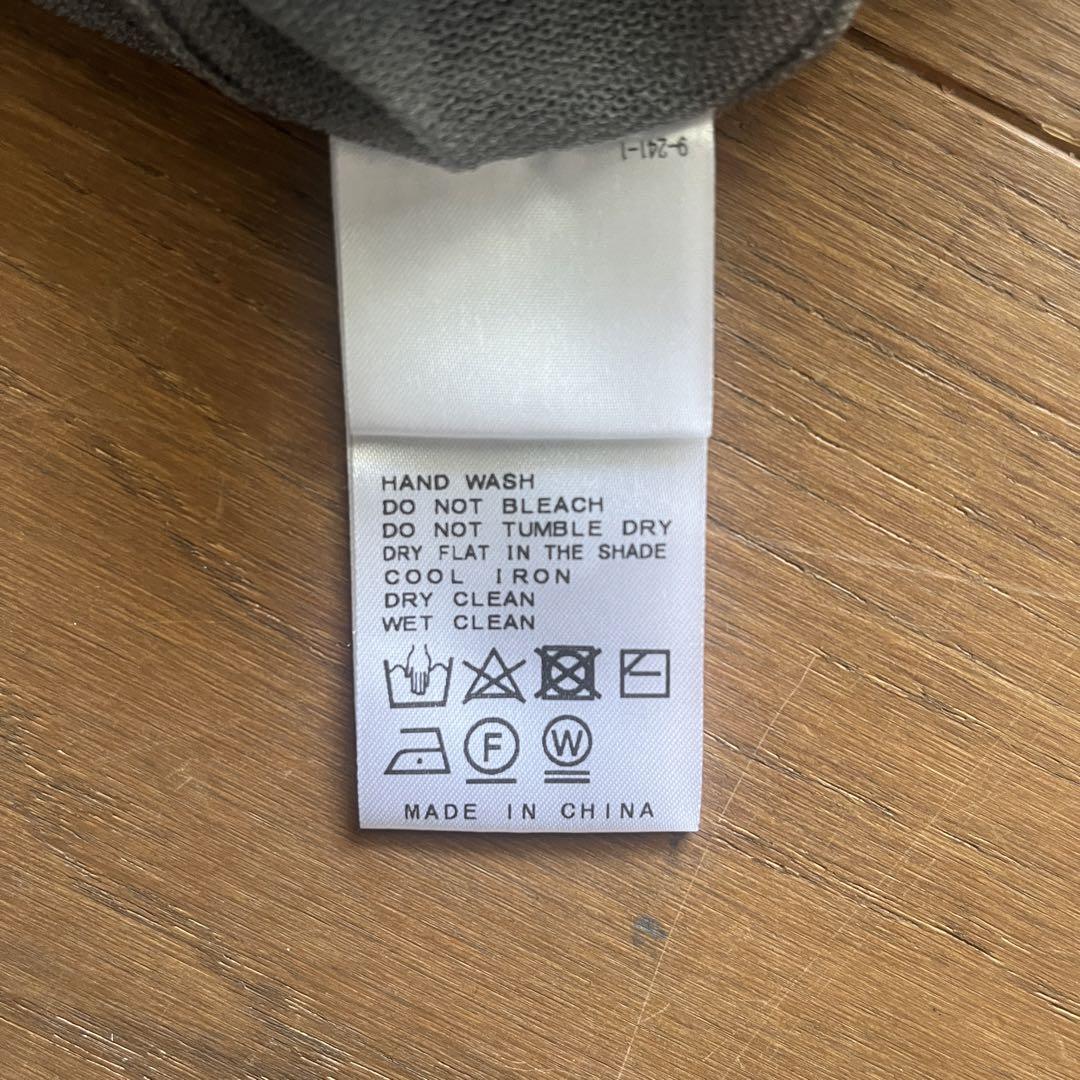 9-241-1
HAND WASH
DO NOT BLEACH
DO NOT TUMBLE DRY
DRY FLAT IN THE SHADE
COOL IRON
DRY CLEAN
WET CLEAN
F W
MADE IN CHINA